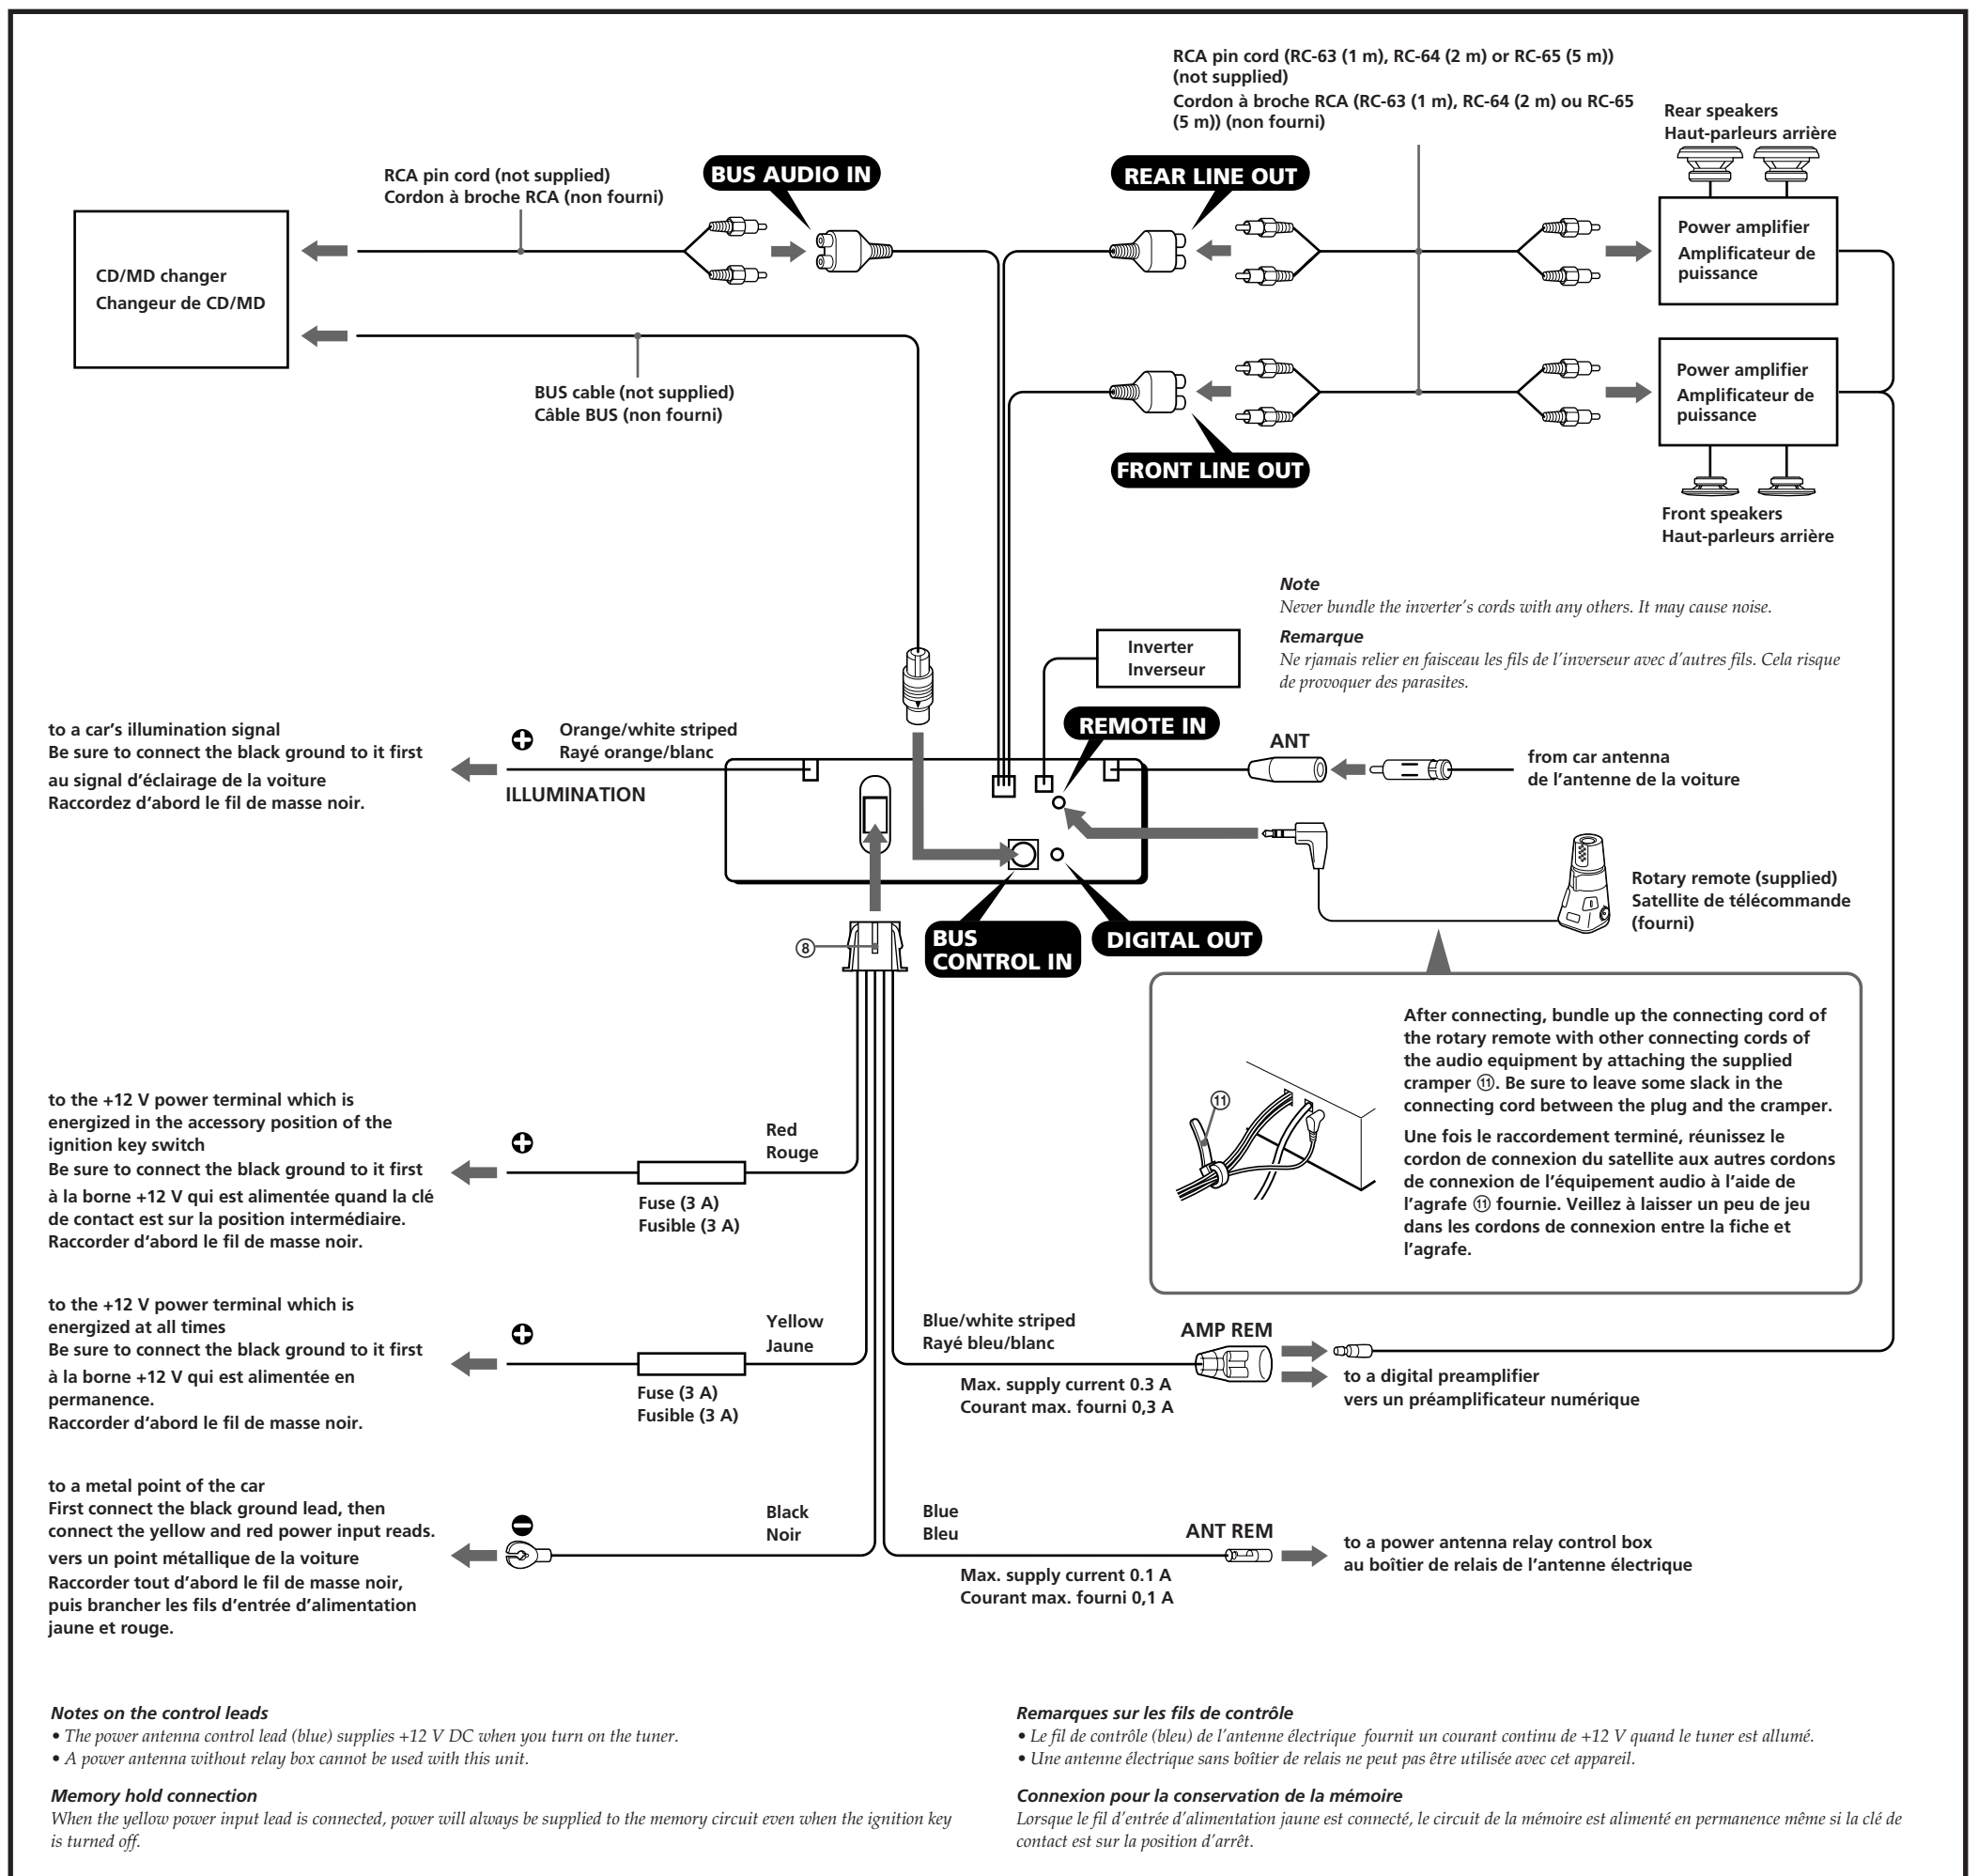 RCA pin cord (RC-63 (1 m), RC-64 (2 m) or RC-65 (5 m))
(not supplied)
Cordon à broche RCA (RC-63 (1 m), RC-64 (2 m) ou RC-65
(5 m)) (non fourni)
Rear speakers
Haut-parleurs arrière
RCA pin cord (not supplied)
Cordon à broche RCA (non fourni)
BUS AUDIO IN
REAR LINE OUT
CD/MD changer
Changeur de CD/MD
Power amplifier
Amplificateur de
puissance
BUS cable (not supplied)
Câble BUS (non fourni)
Power amplifier
Amplificateur de
puissance
FRONT LINE OUT
Front speakers
Haut-parleurs arrière
Note
Never bundle the inverter's cords with any others. It may cause noise.
Remarque
Ne rjamais relier en faisceau les fils de l'inverseur avec d'autres fils. Cela risque
de provoquer des parasites.
Inverter
Inverseur
to a car's illumination signal
Be sure to connect the black ground to it first
au signal d'éclairage de la voiture
Raccordez d'abord le fil de masse noir.
Orange/white striped
Rayé orange/blanc
ILLUMINATION
REMOTE IN
ANT
from car antenna
de l'antenne de la voiture
Rotary remote (supplied)
Satellite de télécommande
(fourni)
⑧
BUS
CONTROL IN
DIGITAL OUT
⑪
After connecting, bundle up the connecting cord of
the rotary remote with other connecting cords of
the audio equipment by attaching the supplied
cramper ⑪. Be sure to leave some slack in the
connecting cord between the plug and the cramper.
Une fois le raccordement terminé, réunissez le
cordon de connexion du satellite aux autres cordons
de connexion de l'équipement audio à l'aide de
l'agrafe ⑪ fournie. Veillez à laisser un peu de jeu
dans les cordons de connexion entre la fiche et
l'agrafe.
to the +12 V power terminal which is
energized in the accessory position of the
ignition key switch
Be sure to connect the black ground to it first
à la borne +12 V qui est alimentée quand la clé
de contact est sur la position intermédiaire.
Raccorder d'abord le fil de masse noir.
Red
Rouge
Fuse (3 A)
Fusible (3 A)
to the +12 V power terminal which is
energized at all times
Be sure to connect the black ground to it first
à la borne +12 V qui est alimentée en
permanence.
Raccorder d'abord le fil de masse noir.
Yellow
Jaune
Fuse (3 A)
Fusible (3 A)
Blue/white striped
Rayé bleu/blanc
Max. supply current 0.3 A
Courant max. fourni 0,3 A
AMP REM
to a digital preamplifier
vers un préamplificateur numérique
to a metal point of the car
First connect the black ground lead, then
connect the yellow and red power input reads.
vers un point métallique de la voiture
Raccorder tout d'abord le fil de masse noir,
puis brancher les fils d'entrée d'alimentation
jaune et rouge.
Black
Noir
Blue
Bleu
Max. supply current 0.1 A
Courant max. fourni 0,1 A
ANT REM
to a power antenna relay control box
au boîtier de relais de l'antenne électrique
Notes on the control leads
• The power antenna control lead (blue) supplies +12 V DC when you turn on the tuner.
• A power antenna without relay box cannot be used with this unit.
Memory hold connection
When the yellow power input lead is connected, power will always be supplied to the memory circuit even when the ignition key
is turned off.
Remarques sur les fils de contrôle
• Le fil de contrôle (bleu) de l'antenne électrique fournit un courant continu de +12 V quand le tuner est allumé.
• Une antenne électrique sans boîtier de relais ne peut pas être utilisée avec cet appareil.
Connexion pour la conservation de la mémoire
Lorsque le fil d'entrée d'alimentation jaune est connecté, le circuit de la mémoire est alimenté en permanence même si la clé de
contact est sur la position d'arrêt.